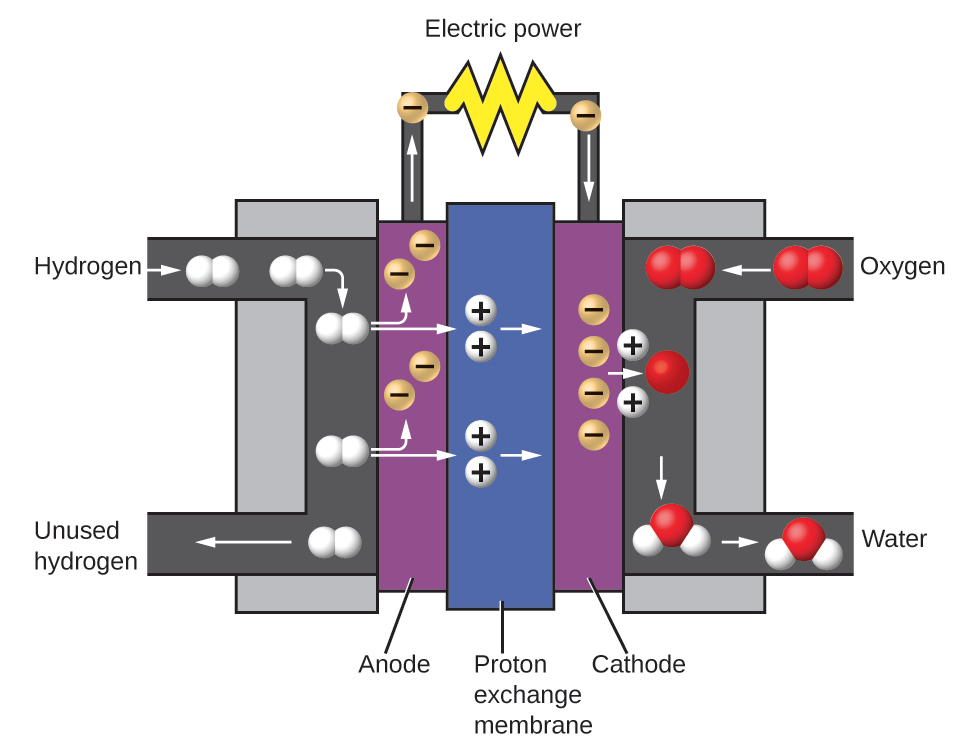 Electric power
Hydrogen
Oxygen
Unused
hydrogen
Water
Anode
Proton
exchange
membrane
Cathode